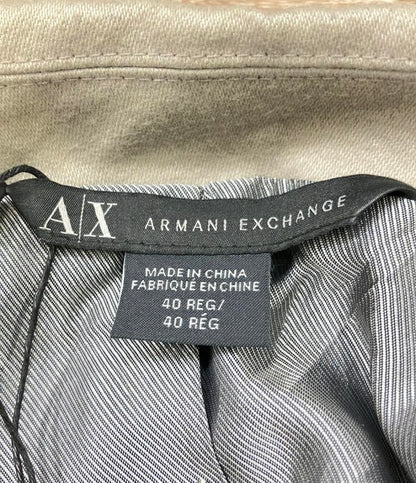 A|X ARMANI EXCHANGE
MADE IN CHINA
FABRIQUÉ EN CHINE
40 REG/
40 RÉG